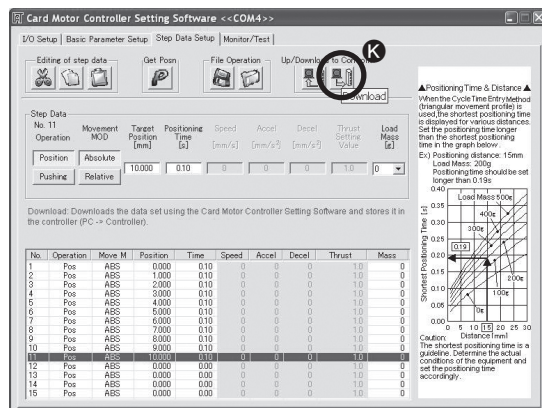 Card Motor Controller Setting Software <<COM4>>
I/O Setup Basic Parameter Setup Step Data Setup Monitor/Test
Editing of step data Get Posn File Operation Up/Download to Controller
K
Download
Step Data
No. 11
Operation Movement MOD Target Position [mm] Positioning Time [s] Speed [mm/s] Accel [mm/s²] Decel [mm/s²] Thrust Setting Value Load Mass [g]
Position Absolute
10.000 0.10 0 0 0 1.0 0
Pushing Relative
Download: Downloads the data set using the Card Motor Controller Setting Software and stores it in
the controller (PC -> Controller).
No. Operation Move M Position Time Speed Accel Decel Thrust Mass
1 Pos ABS 0.000 0.10 0 0 0 1.0 0
2 Pos ABS 1.000 0.10 0 0 0 1.0 0
3 Pos ABS 2.000 0.10 0 0 0 1.0 0
4 Pos ABS 3.000 0.10 0 0 0 1.0 0
5 Pos ABS 4.000 0.10 0 0 0 1.0 0
6 Pos ABS 5.000 0.10 0 0 0 1.0 0
7 Pos ABS 6.000 0.10 0 0 0 1.0 0
8 Pos ABS 7.000 0.10 0 0 0 1.0 0
9 Pos ABS 8.000 0.10 0 0 0 1.0 0
10 Pos ABS 9.000 0.10 0 0 0 1.0 0
11 Pos ABS 10.000 0.10 0 0 0 1.0 0
12 Pos ABS 0.000 0.00 0 0 0 1.0 0
13 Pos ABS 0.000 0.00 0 0 0 1.0 0
14 Pos ABS 0.000 0.00 0 0 0 1.0 0
15 Pos ABS 0.000 0.00 0 0 0 1.0 0
▲Positioning Time & Distance▲
When the Cycle Time Entry Method
(triangular movement profile) is
used,the shortest positioning time
is displayed for various distances.
Set the positioning time longer
than the shortest positioning
time in the graph below.
Ex) Positioning distance: 15mm
Load Mass: 200g
Positioning time should be set
longer than 0.19s
Shortest Positioning Time [s]
0.40
0.35
0.30
0.25
0.20
0.19
0.15
0.10
0.05
0.00
Load Mass 500g
400g
300g
200g
100g
0g
0 5 10 15 20 25 30
Distance [mm]
Caution:
The shortest positioning time is a
guideline. Determine the actual
conditions of the equipment and
set the positioning time
accordingly.